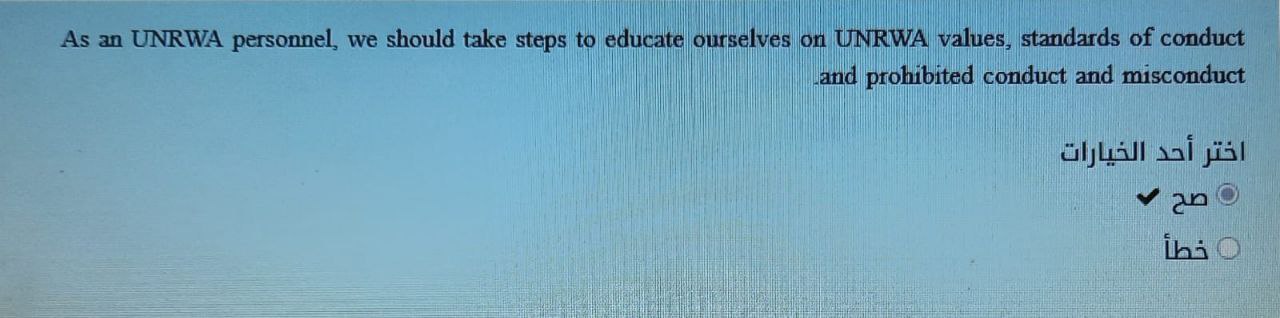 As an UNRWA personnel, we should take steps to educate ourselves on UNRWA values, standards of conduct
.and prohibited conduct and misconduct
اختر أحد الخيارات
صح ✔
خطأ